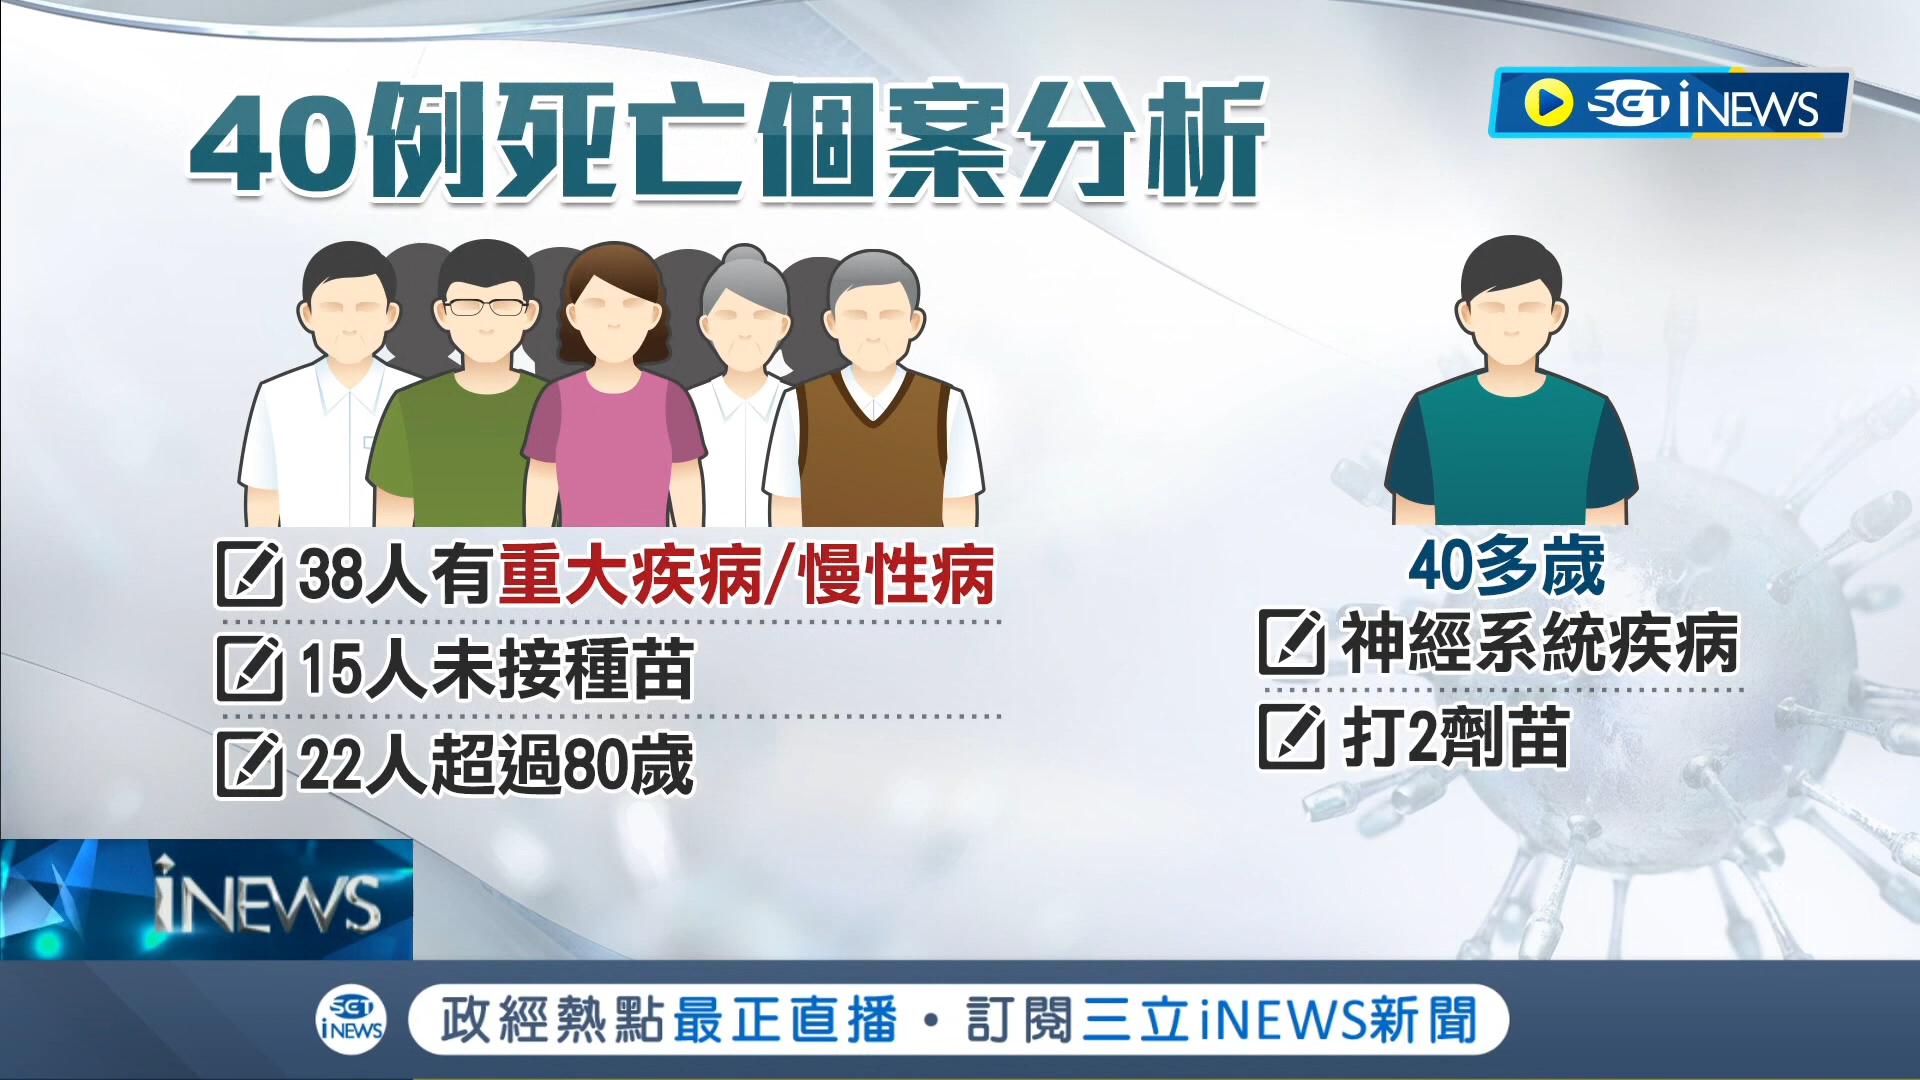 40例死亡個案分析
SET iNEWS
38人有重大疾病/慢性病
15人未接種苗
22人超過80歲
40多歲
神經系統疾病
打2劑苗
iNEWS
SET iNEWS
政經熱點最正直播・訂閱三立iNEWS新聞